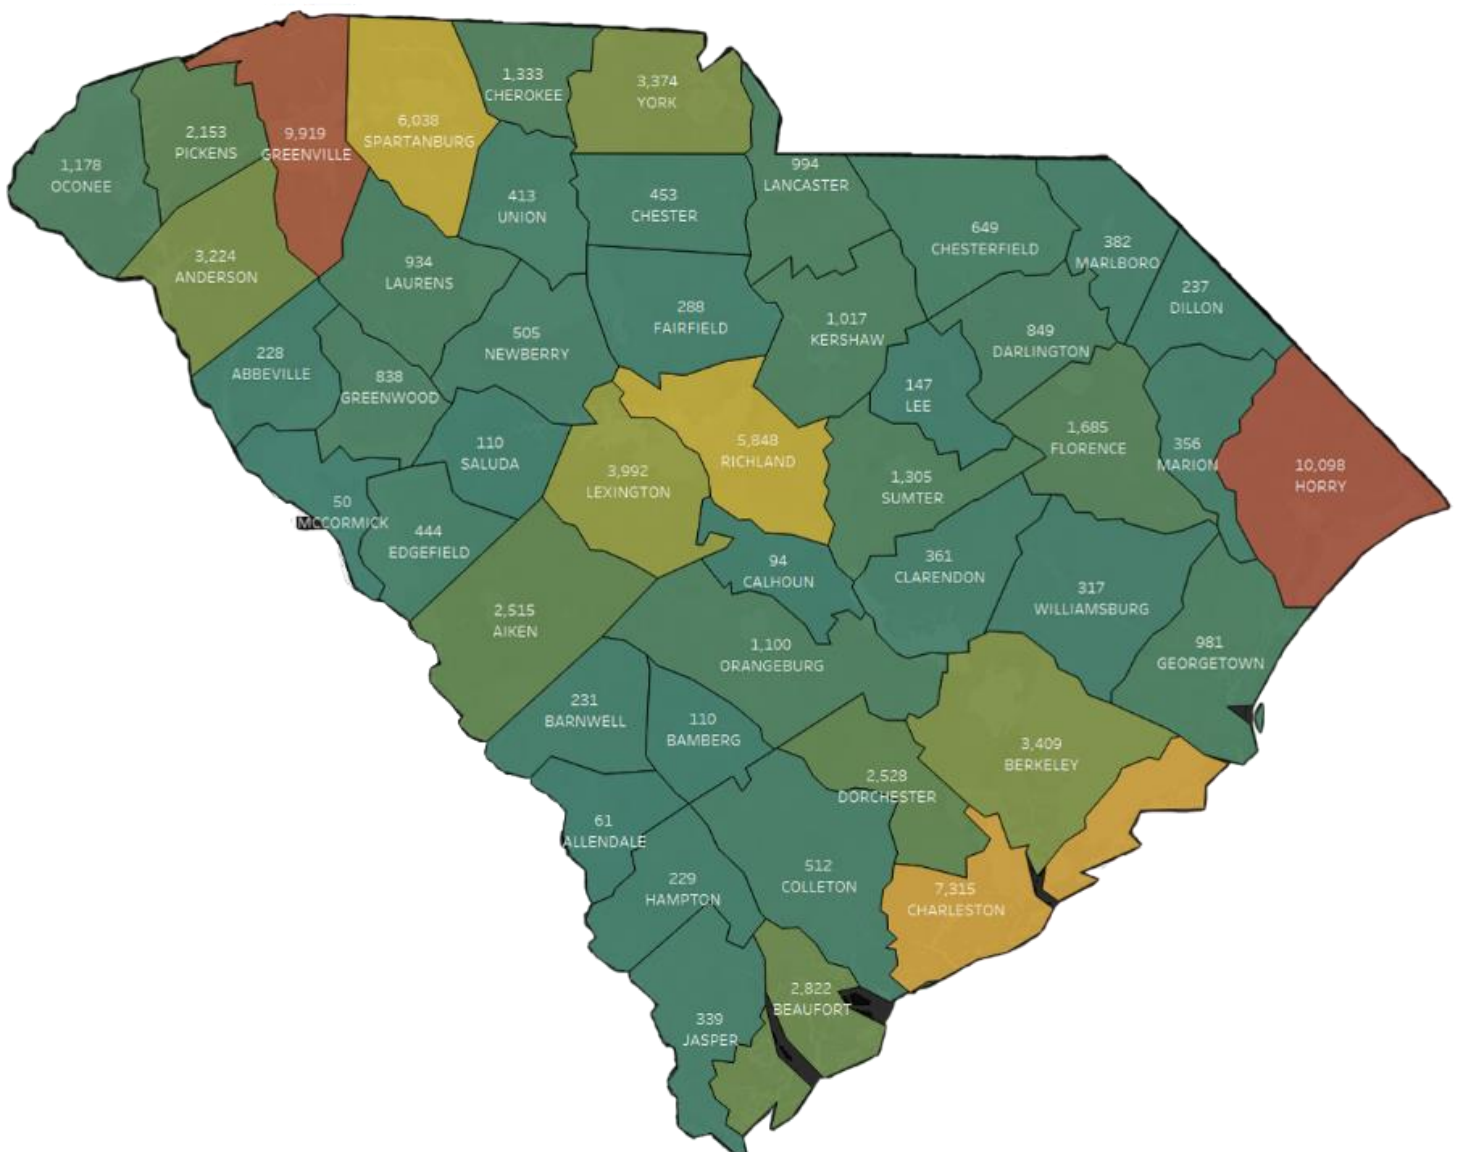 1,333
CHEROKEE
3,374
YORK
2,153
PICKENS
9,919
GREENVILLE
6,038
SPARTANBURG
1,178
OCONEE
994
LANCASTER
413
UNION
453
CHESTER
649
CHESTERFIELD
382
MARLBORO
3,224
ANDERSON
934
LAURENS
237
DILLON
288
FAIRFIELD
1,017
KERSHAW
505
NEWBERRY
849
DARLINGTON
228
ABBEVILLE
838
GREENWOOD
147
LEE
1,685
FLORENCE
110
SALUDA
5,848
RICHLAND
356
MARION
3,992
LEXINGTON
1,305
SUMTER
10,098
HORRY
50
MCCORMICK
444
EDGEFIELD
94
CALHOUN
361
CLARENDON
317
WILLIAMSBURG
2,515
AIKEN
1,100
ORANGEBURG
981
GEORGETOWN
231
BARNWELL
110
BAMBERG
3,409
BERKELEY
2,528
DORCHESTER
61
ALLENDALE
512
COLLETON
229
HAMPTON
7,315
CHARLESTON
2,822
BEAUFORT
339
JASPER